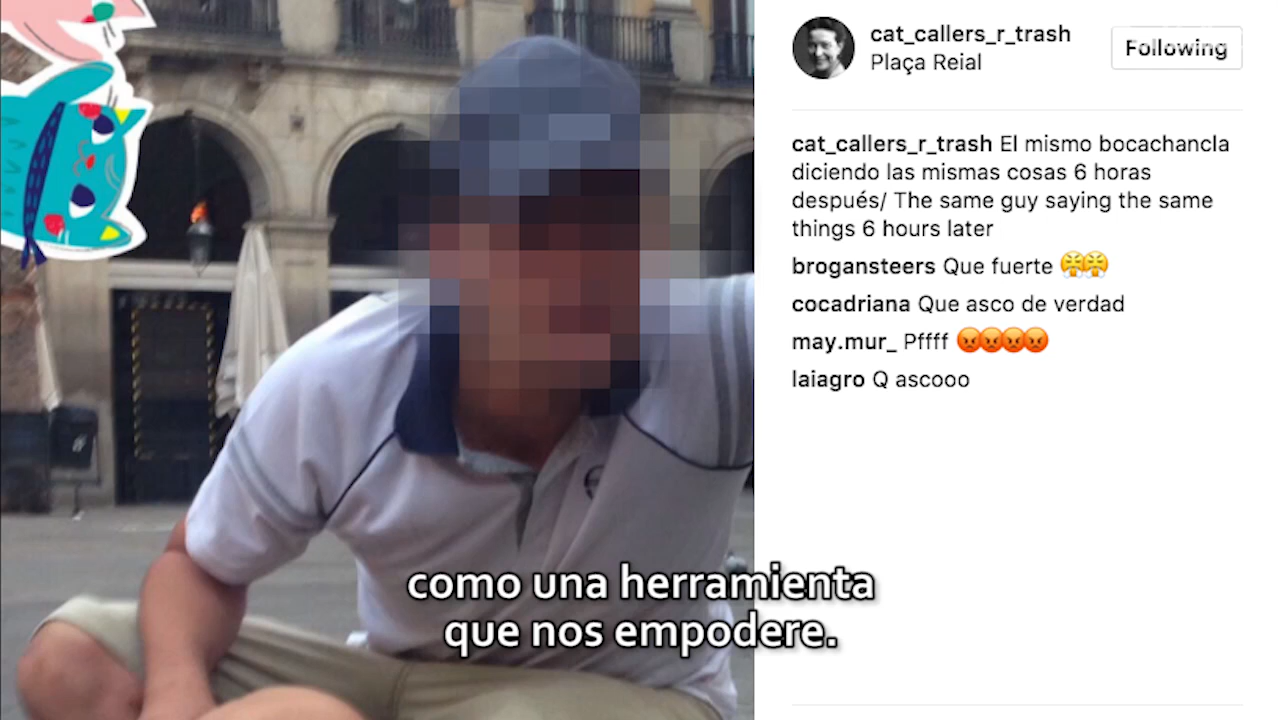 cat_callers_r_trash
Plaça Reial
Following
cat_callers_r_trash El mismo bocachancla
diciendo las mismas cosas 6 horas
después/ The same guy saying the same
things 6 hours later
brogansteers Que fuerte 😤😤
cocadriana Que asco de verdad
may.mur_ Pffff 😡😡😡😡
laiagro Q ascooo
como una herramienta
que nos empodere.